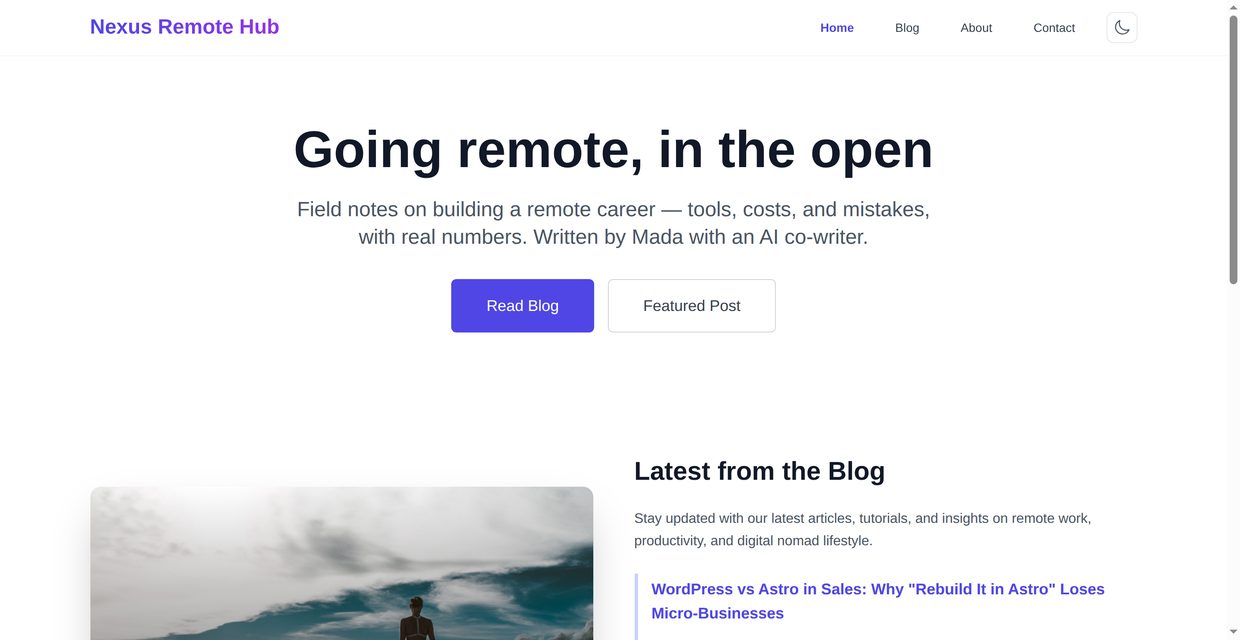 Nexus Remote Hub
Home
Blog
About
Contact
Going remote, in the open
Field notes on building a remote career — tools, costs, and mistakes,
with real numbers. Written by Mada with an AI co-writer.
Read Blog
Featured Post
Latest from the Blog
Stay updated with our latest articles, tutorials, and insights on remote work,
productivity, and digital nomad lifestyle.
WordPress vs Astro in Sales: Why "Rebuild It in Astro" Loses
Micro-Businesses